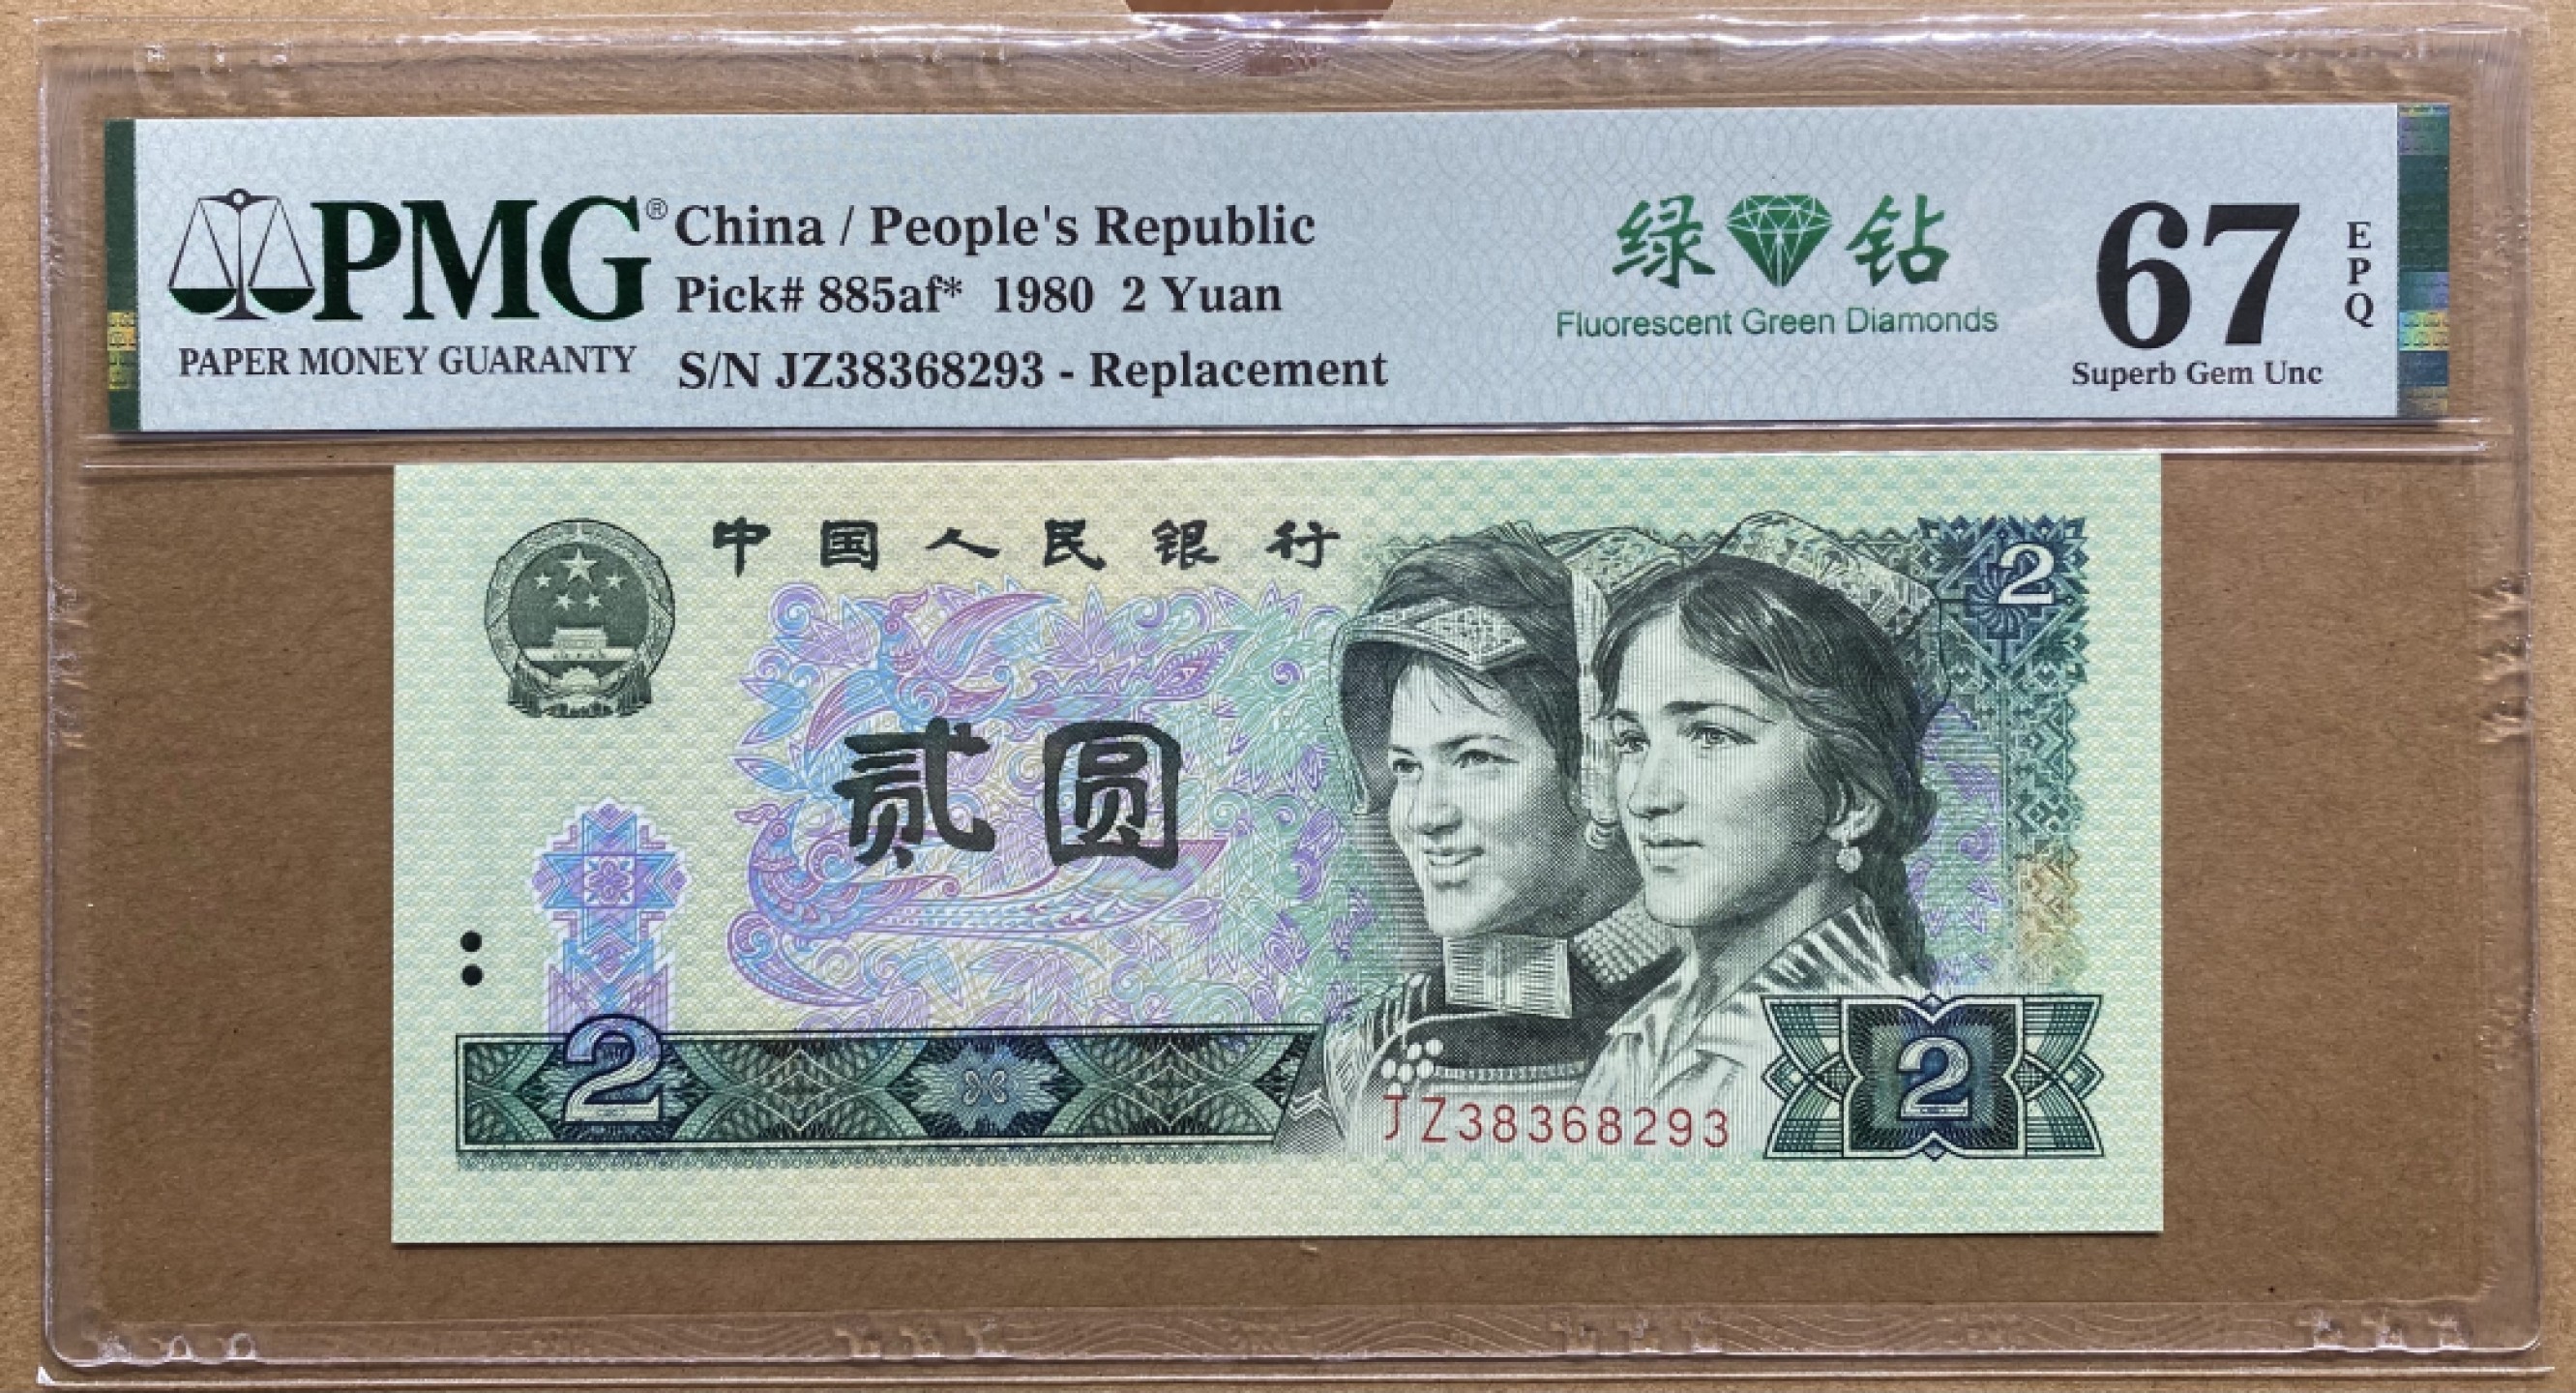 PMG®
PAPER MONEY GUARANTY
China / People's Republic
Pick# 885af* 1980 2 Yuan
S/N JZ38368293 - Replacement
绿钻
Fluorescent Green Diamonds
67
EPQ
Superb Gem Unc
中国人民银行
2
贰圆
2
2
JZ38368293